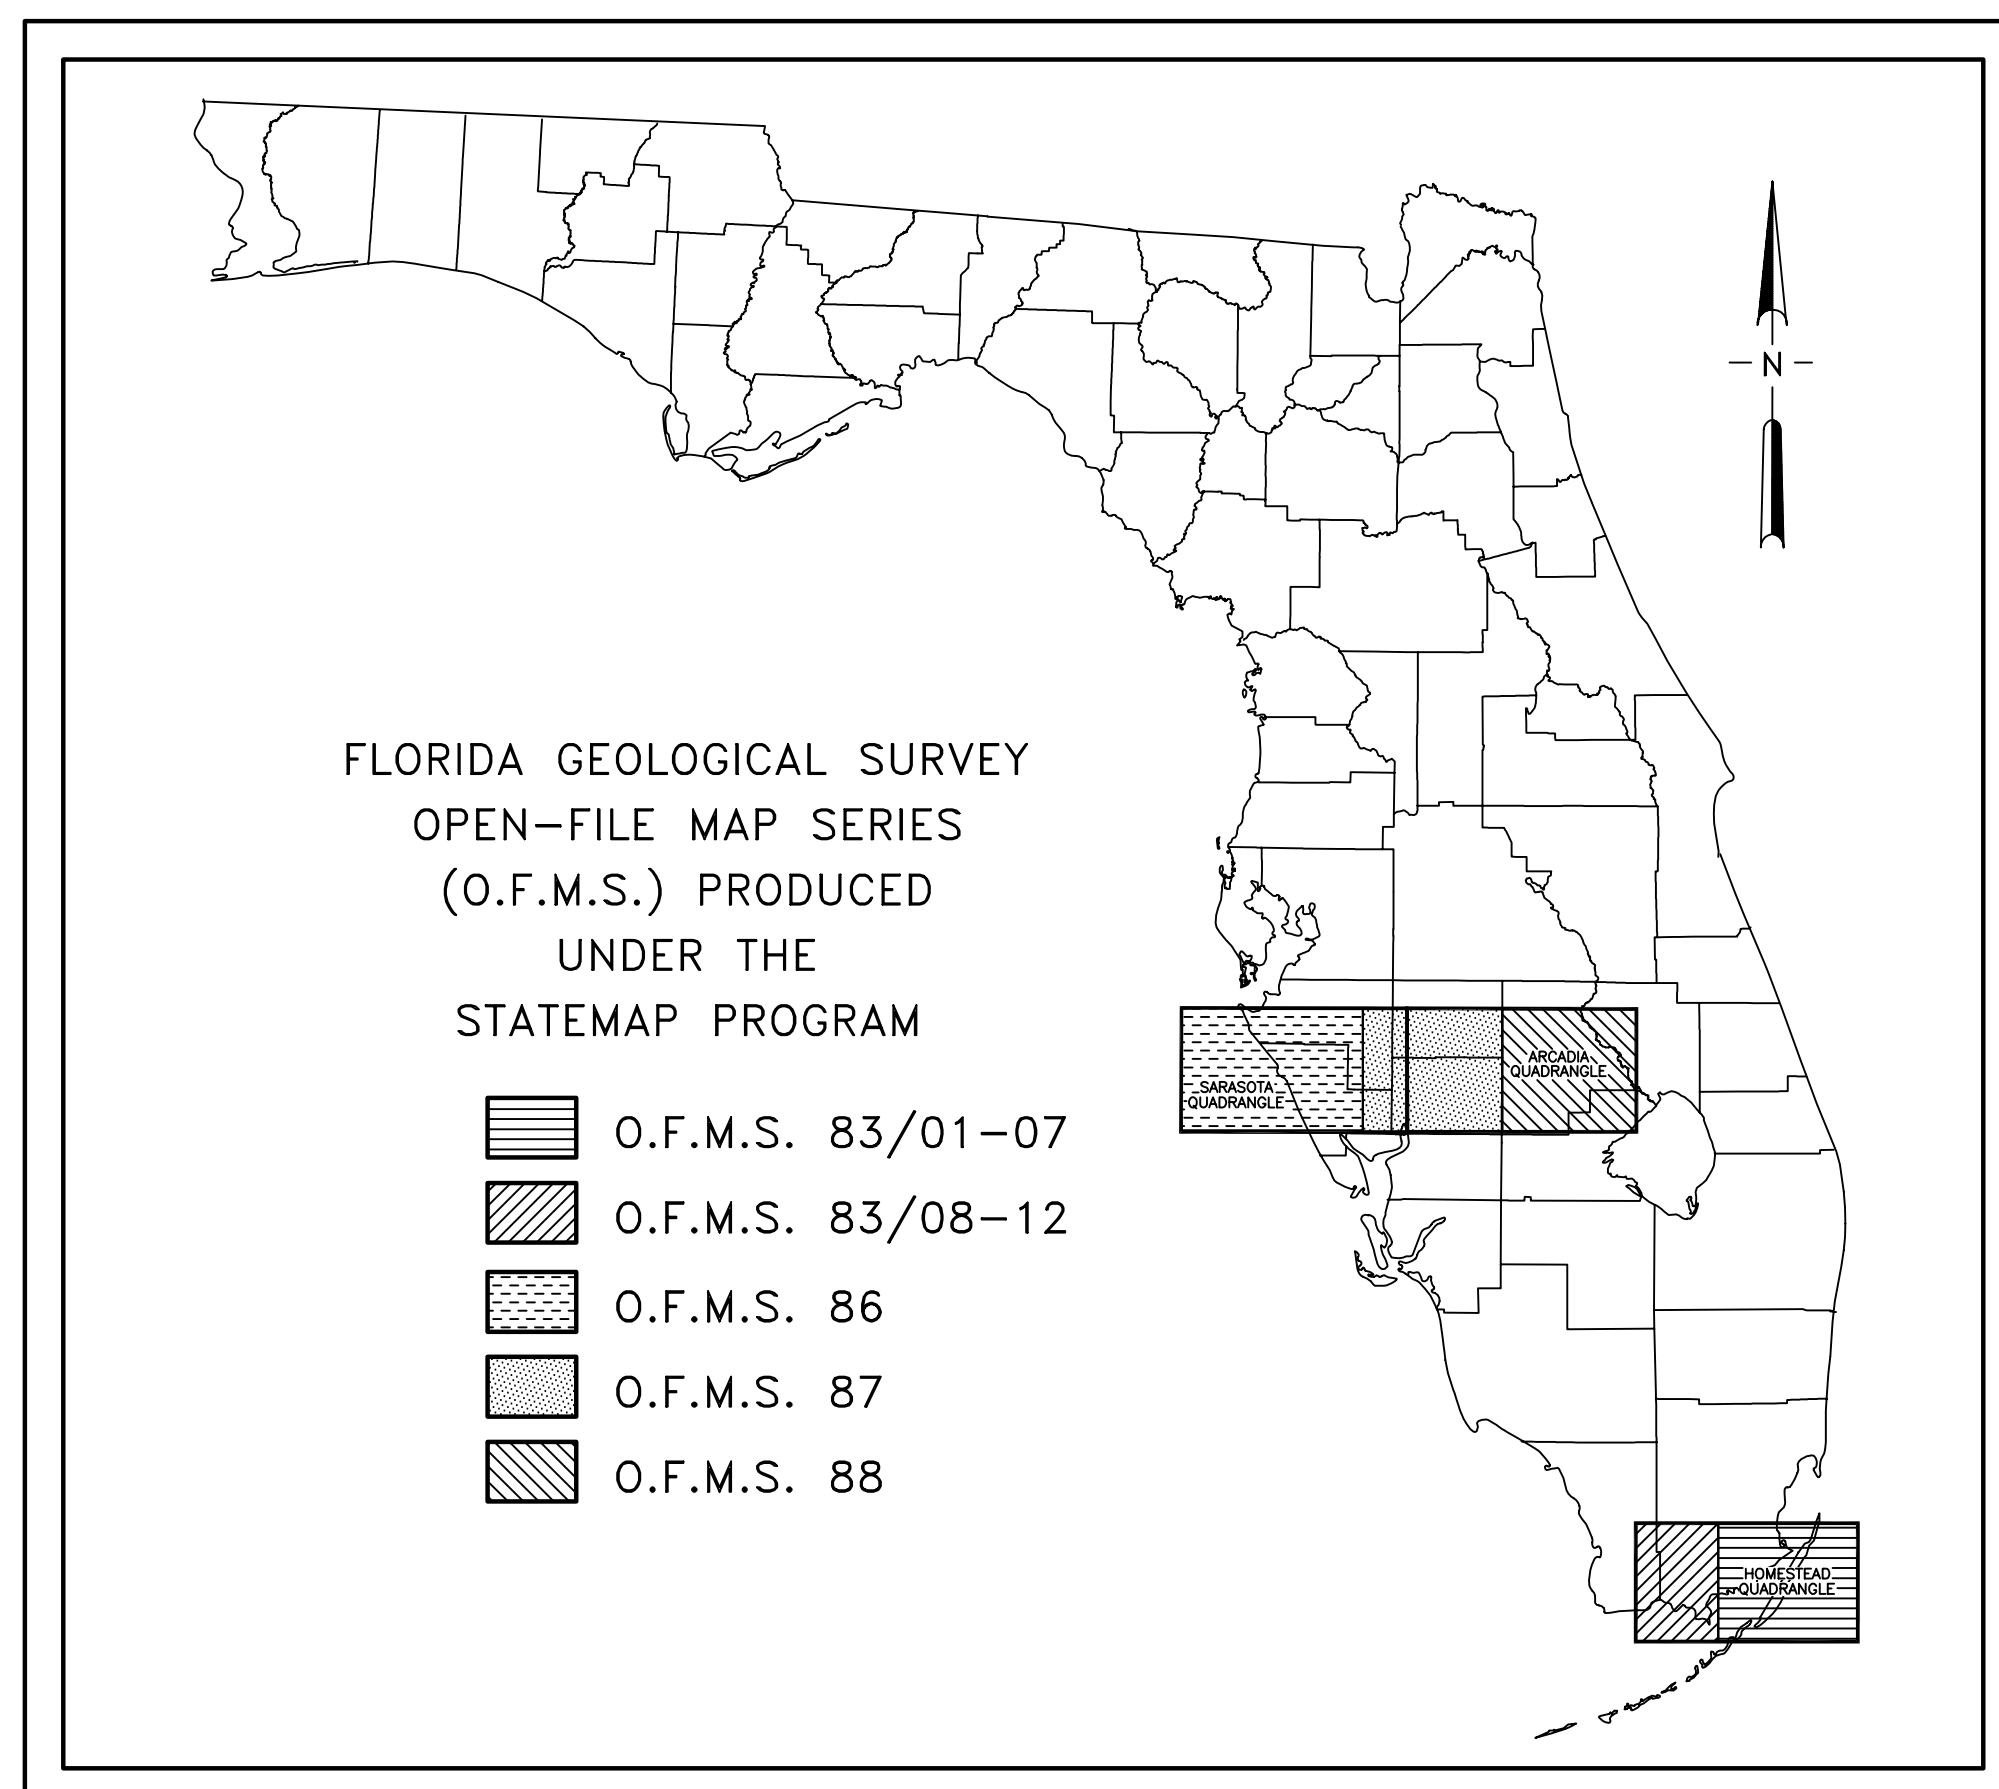 N
FLORIDA GEOLOGICAL SURVEY
OPEN-FILE MAP SERIES
(O.F.M.S.) PRODUCED
UNDER THE
STATEMAP PROGRAM
O.F.M.S. 83/01-07
O.F.M.S. 83/08-12
O.F.M.S. 86
O.F.M.S. 87
O.F.M.S. 88
SARASOTA
QUADRANGLE
ARCADIA
QUADRANGLE
HOMESTEAD
QUADRANGLE